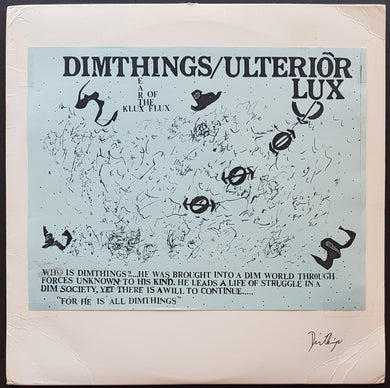 DIMTHINGS/ULTERIOR
LUX
EAR OF
THE
KLUX FLUX
WHO IS DIMTHINGS?....HE WAS BROUGHT INTO A DIM WORLD THROUGH
FORCES UNKNOWN TO HIS KIND. HE LEADS A LIFE OF STRUGGLE IN A
DIM SOCIETY, YET THERE IS A WILL TO CONTINUE.....
"FOR HE IS ALL DIMTHINGS"